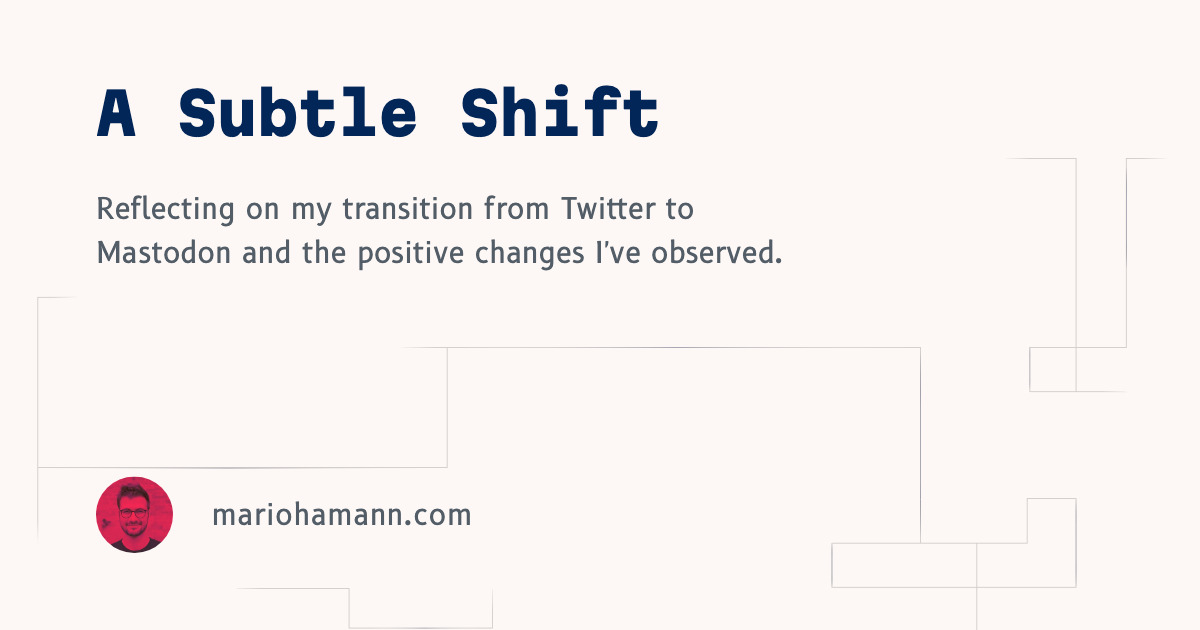 A Subtle Shift
Reflecting on my transition from Twitter to
Mastodon and the positive changes I've observed.
mariohamann.com